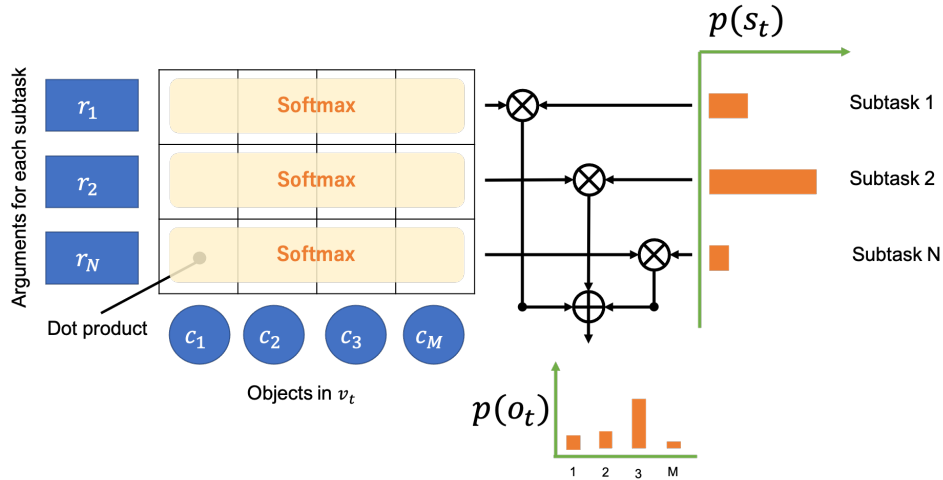 p(s_t)
Arguments for each subtask
r_1
Softmax
Subtask 1
r_2
Softmax
Subtask 2
r_N
Softmax
Subtask N
Dot product
c_1
c_2
c_3
c_M
Objects in v_t
p(o_t)
1
2
3
M